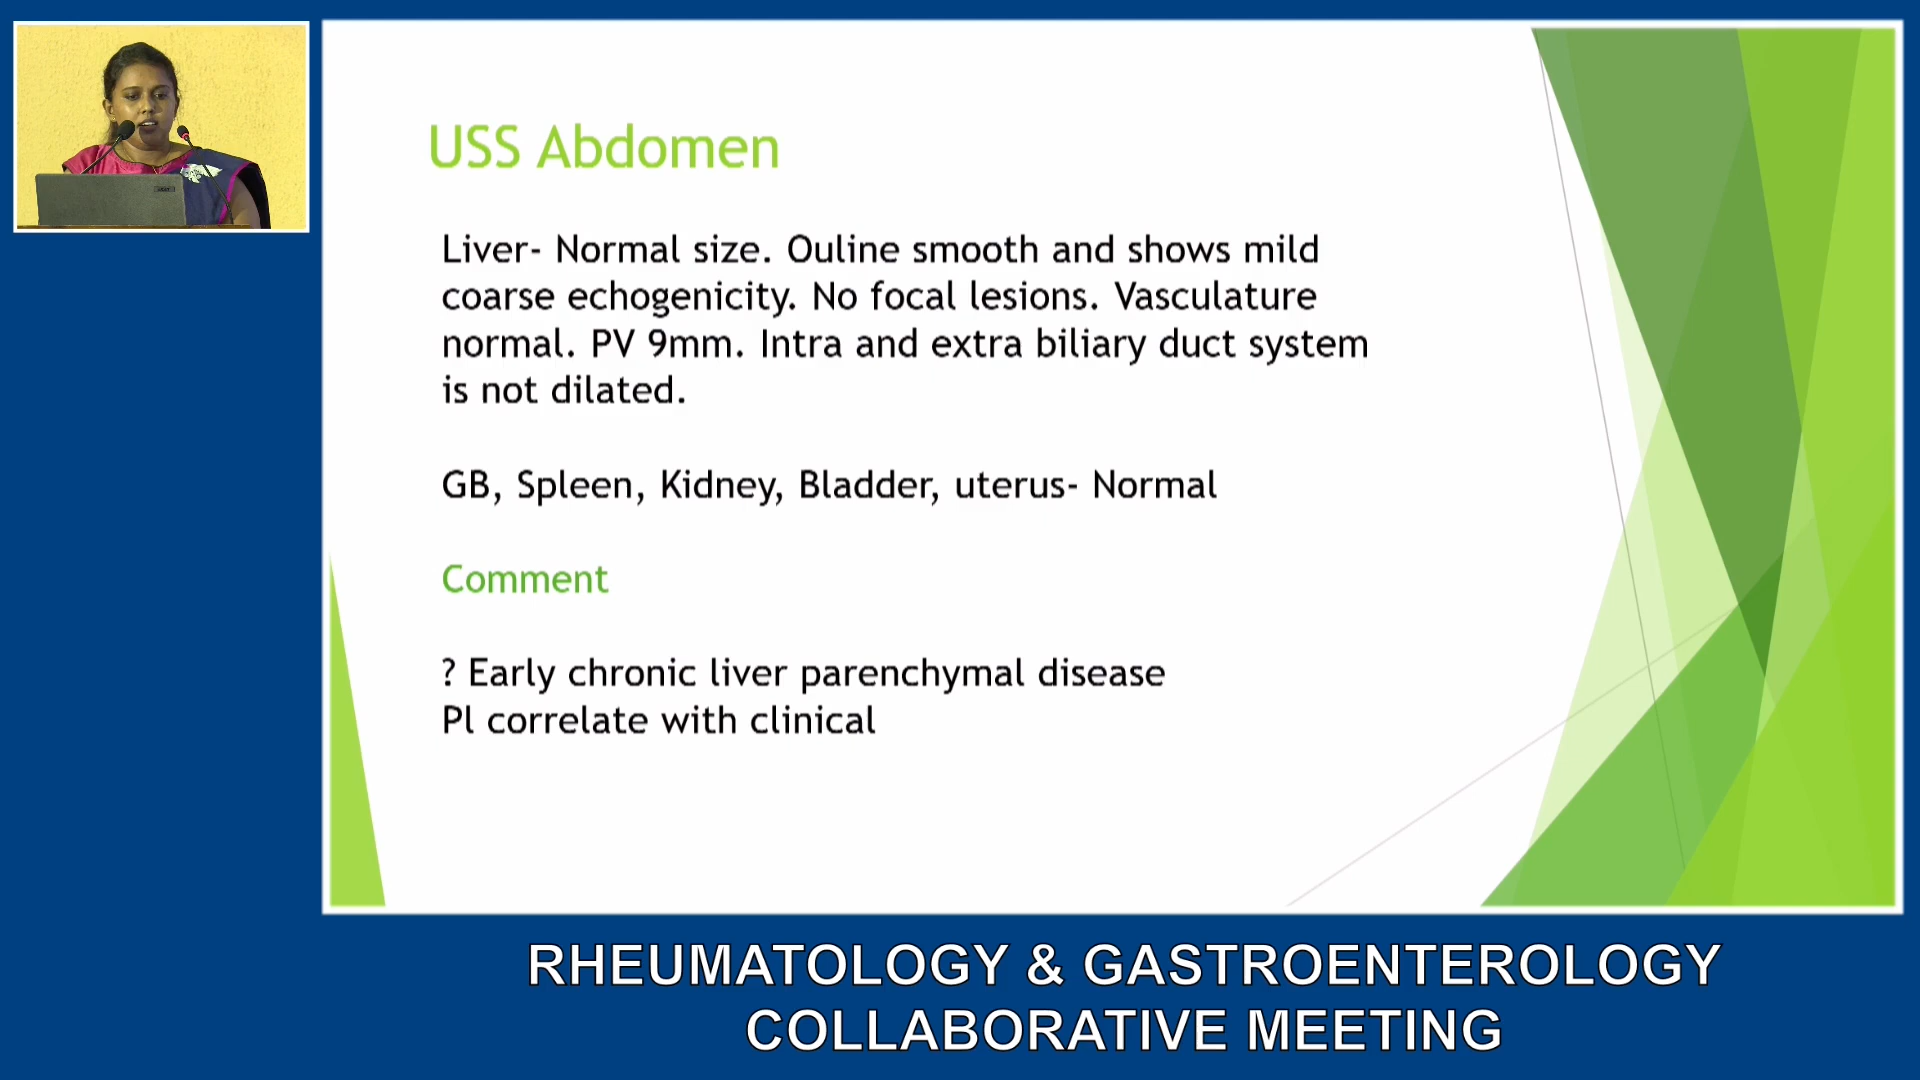 USS Abdomen
Liver- Normal size. Ouline smooth and shows mild
coarse echogenicity. No focal lesions. Vasculature
normal. PV 9mm. Intra and extra biliary duct system
is not dilated.
GB, Spleen, Kidney, Bladder, uterus- Normal
Comment
? Early chronic liver parenchymal disease
Pl correlate with clinical
RHEUMATOLOGY & GASTROENTEROLOGY
COLLABORATIVE MEETING